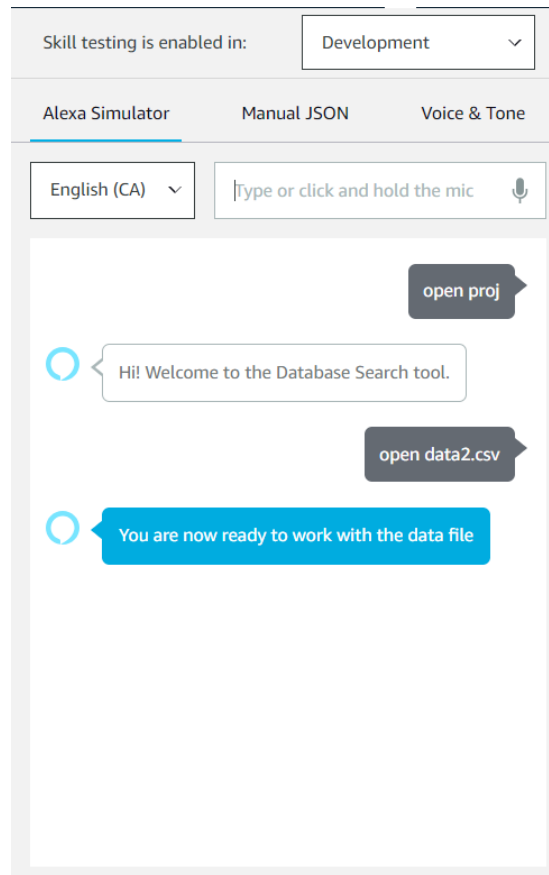 Skill testing is enabled in: Development
Alexa Simulator Manual JSON Voice & Tone
English (CA) Type or click and hold the mic
open proj
Hi! Welcome to the Database Search tool.
open data2.csv
You are now ready to work with the data file